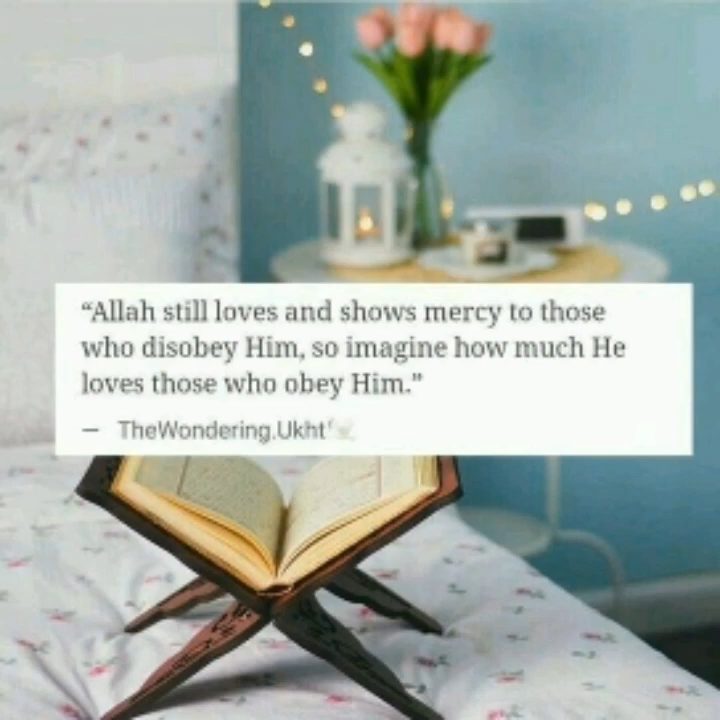 “Allah still loves and shows mercy to those
who disobey Him, so imagine how much He
loves those who obey Him.”
— TheWondering.Ukht